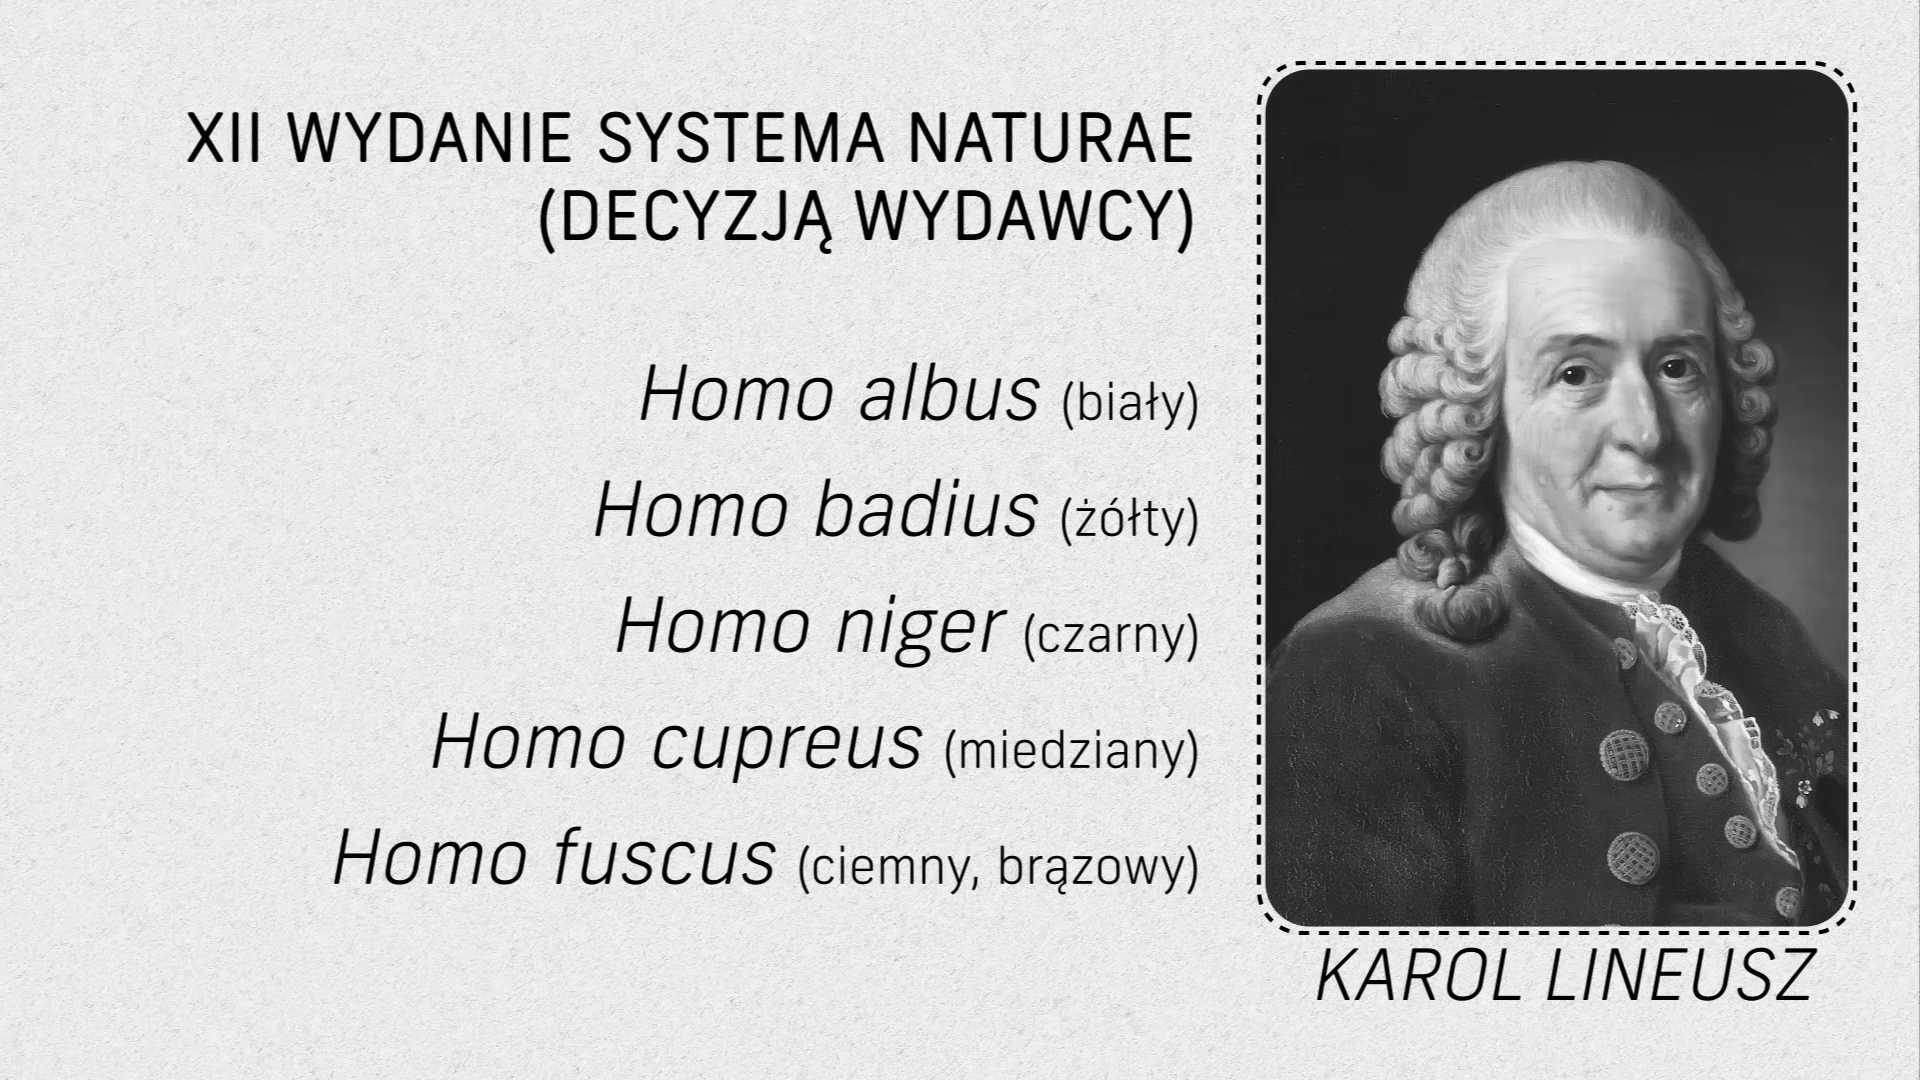 XII WYDANIE SYSTEMA NATURAE
(DECYZJĄ WYDAWCY)
Homo albus (biały)
Homo badius (żółty)
Homo niger (czarny)
Homo cupreus (miedziany)
Homo fuscus (ciemny, brązowy)
KAROL LINEUSZ